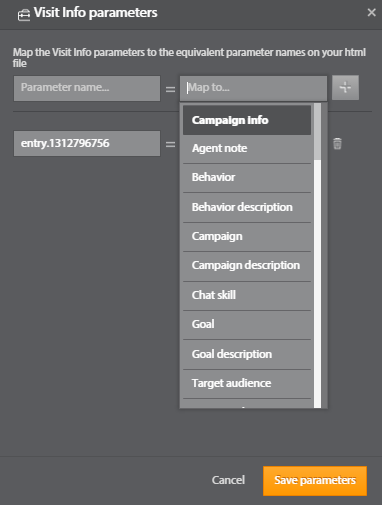 Visit Info parameters
Map the Visit Info parameters to the equivalent parameter names on your html
file
Parameter name... = Map to...
Campaign info
entry.1312796756 = Agent note
Behavior
Behavior description
Campaign
Campaign description
Chat skill
Goal
Goal description
Target audience
Cancel Save parameters